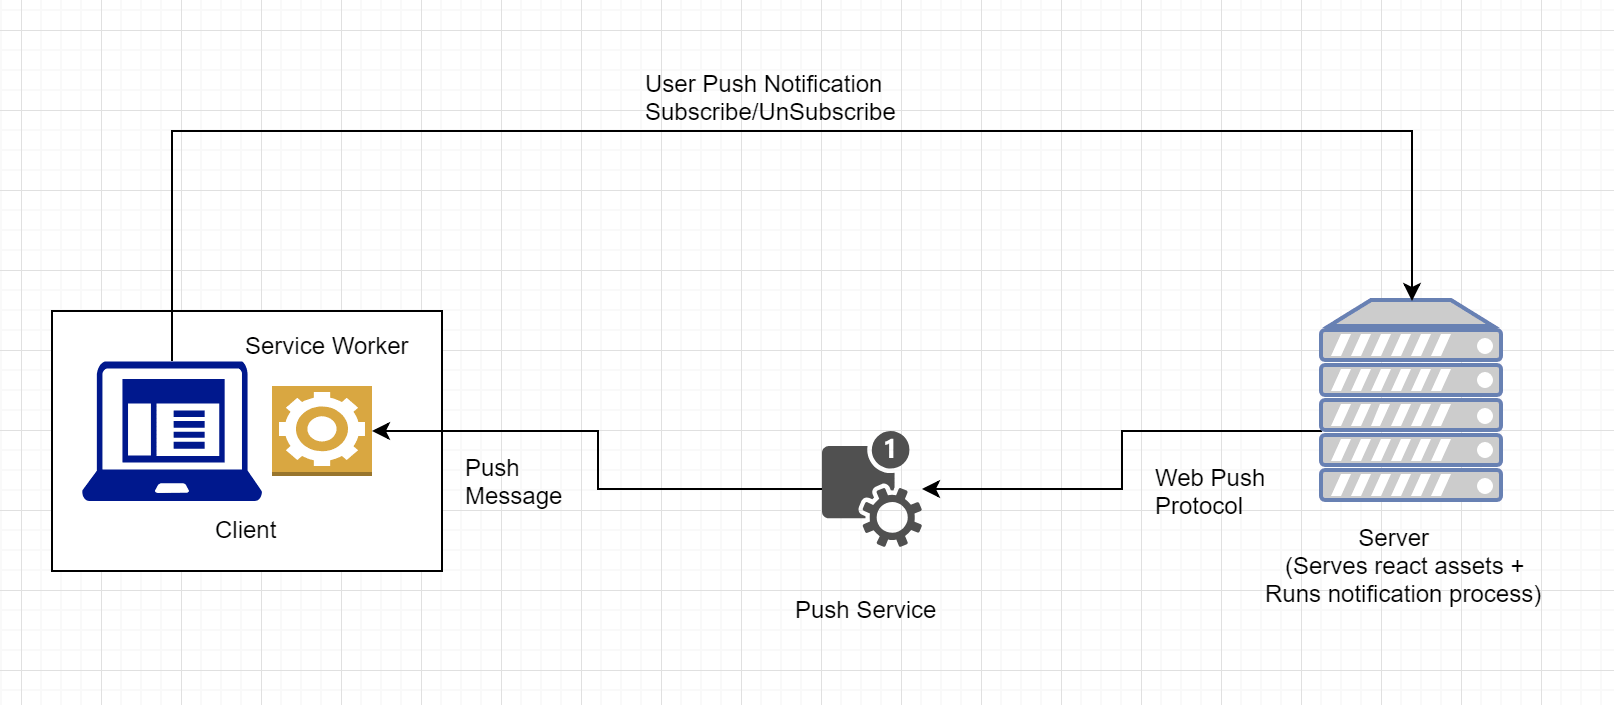 User Push Notification
Subscribe/UnSubscribe
Service Worker
Client
Push
Message
1
Push Service
Web Push
Protocol
Server
(Serves react assets +
Runs notification process)